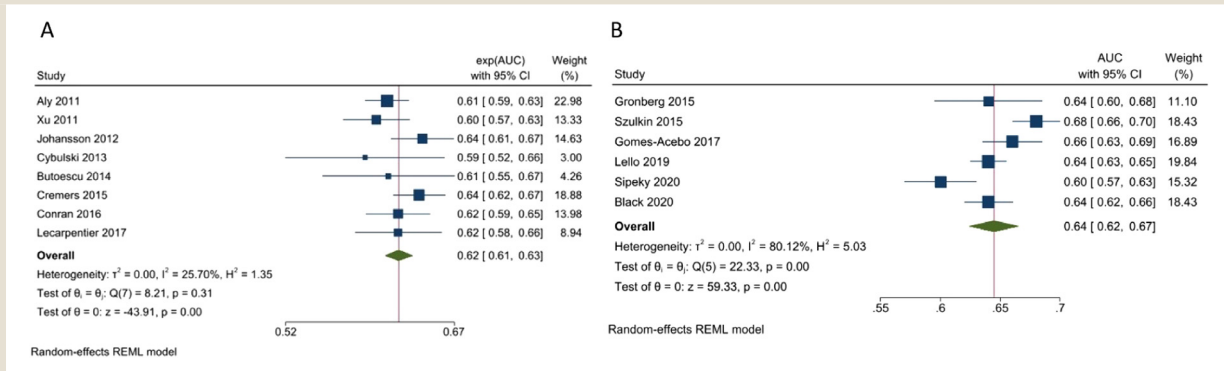 A
exp(AUC) Weight
Study with 95% CI (%)
Aly 2011 0.61 [ 0.59, 0.63] 22.98
Xu 2011 0.60 [ 0.57, 0.63] 13.33
Johansson 2012 0.64 [ 0.61, 0.67] 14.63
Cybulski 2013 0.59 [ 0.52, 0.66] 3.00
Butoescu 2014 0.61 [ 0.55, 0.67] 4.26
Cremers 2015 0.64 [ 0.62, 0.67] 18.88
Conran 2016 0.62 [ 0.59, 0.65] 13.98
Lecarpentier 2017 0.62 [ 0.58, 0.66] 8.94
Overall 0.62 [ 0.61, 0.63]
Heterogeneity: τ² = 0.00, I² = 25.70%, H² = 1.35
Test of θᵢ = θⱼ: Q(7) = 8.21, p = 0.31
Test of θ = 0: z = -43.91, p = 0.00
0.52 0.67
Random-effects REML model
B
AUC Weight
Study with 95% CI (%)
Gronberg 2015 0.64 [ 0.60, 0.68] 11.10
Szulkin 2015 0.68 [ 0.66, 0.70] 18.43
Gomes-Acebo 2017 0.66 [ 0.63, 0.69] 16.89
Lello 2019 0.64 [ 0.63, 0.65] 19.84
Sipeky 2020 0.60 [ 0.57, 0.63] 15.32
Black 2020 0.64 [ 0.62, 0.66] 18.43
Overall 0.64 [ 0.62, 0.67]
Heterogeneity: τ² = 0.00, I² = 80.12%, H² = 5.03
Test of θᵢ = θⱼ: Q(5) = 22.33, p = 0.00
Test of θ = 0: z = 59.33, p = 0.00
.55 .6 .65 .7
Random-effects REML model